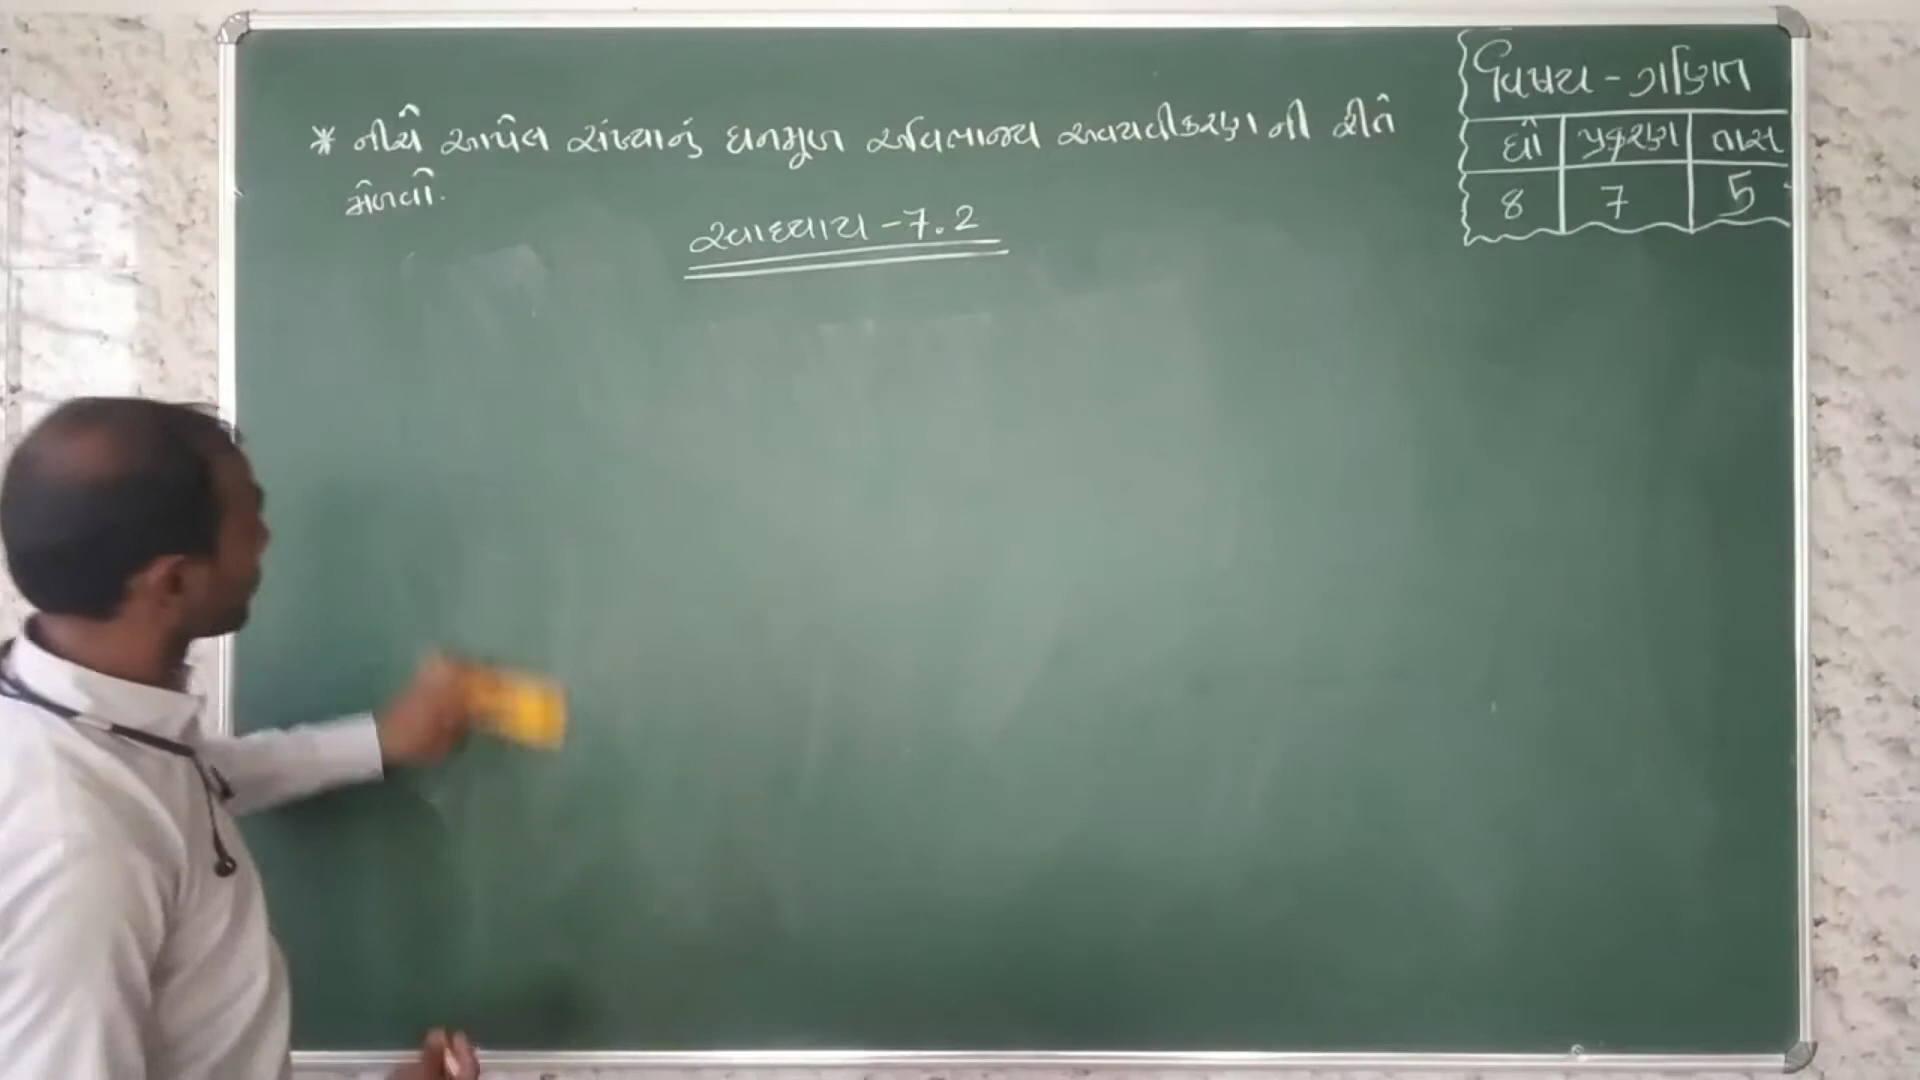 * નીચે આપેલ સંખ્યાનું ઘનમૂળ અવિભાજ્ય અવયવીકરણની રીતે
મેળવો.
સ્વાધ્યાય - 7.2
વિષય - ગણિત
ધો પ્રકરણ તાસ
8 7 5